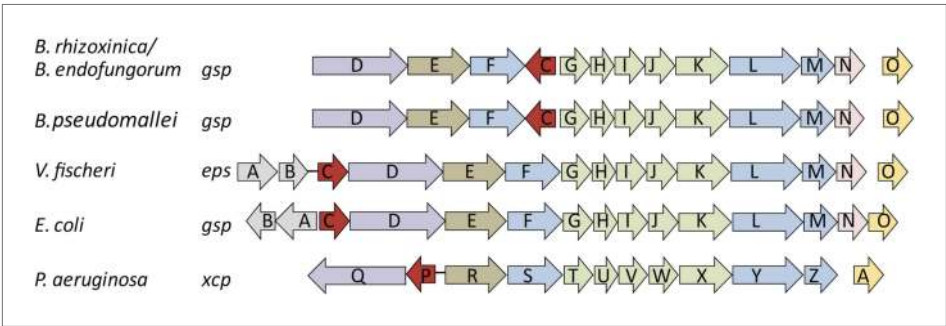 B. rhizoxinica/
B. endofungorum gsp D E F C G H I J K L M N O
B.pseudomallei gsp D E F C G H I J K L M N O
V. fischeri eps A B C D E F G H I J K L M N O
E. coli gsp B A C D E F G H I J K L M N O
P. aeruginosa xcp Q P R S T U V W X Y Z A